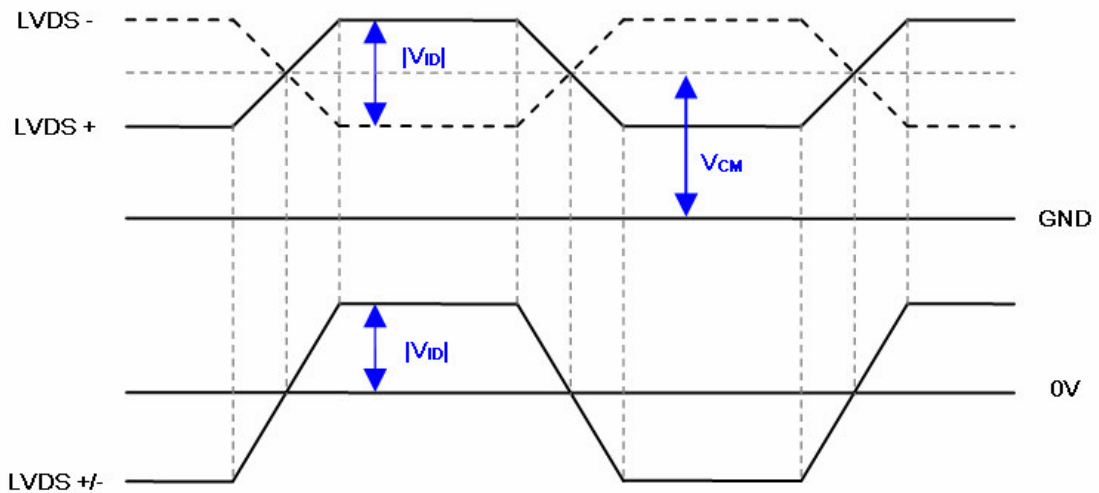 LVDS -
|VID|
LVDS +
VCM
GND
|VID|
0V
LVDS +/-